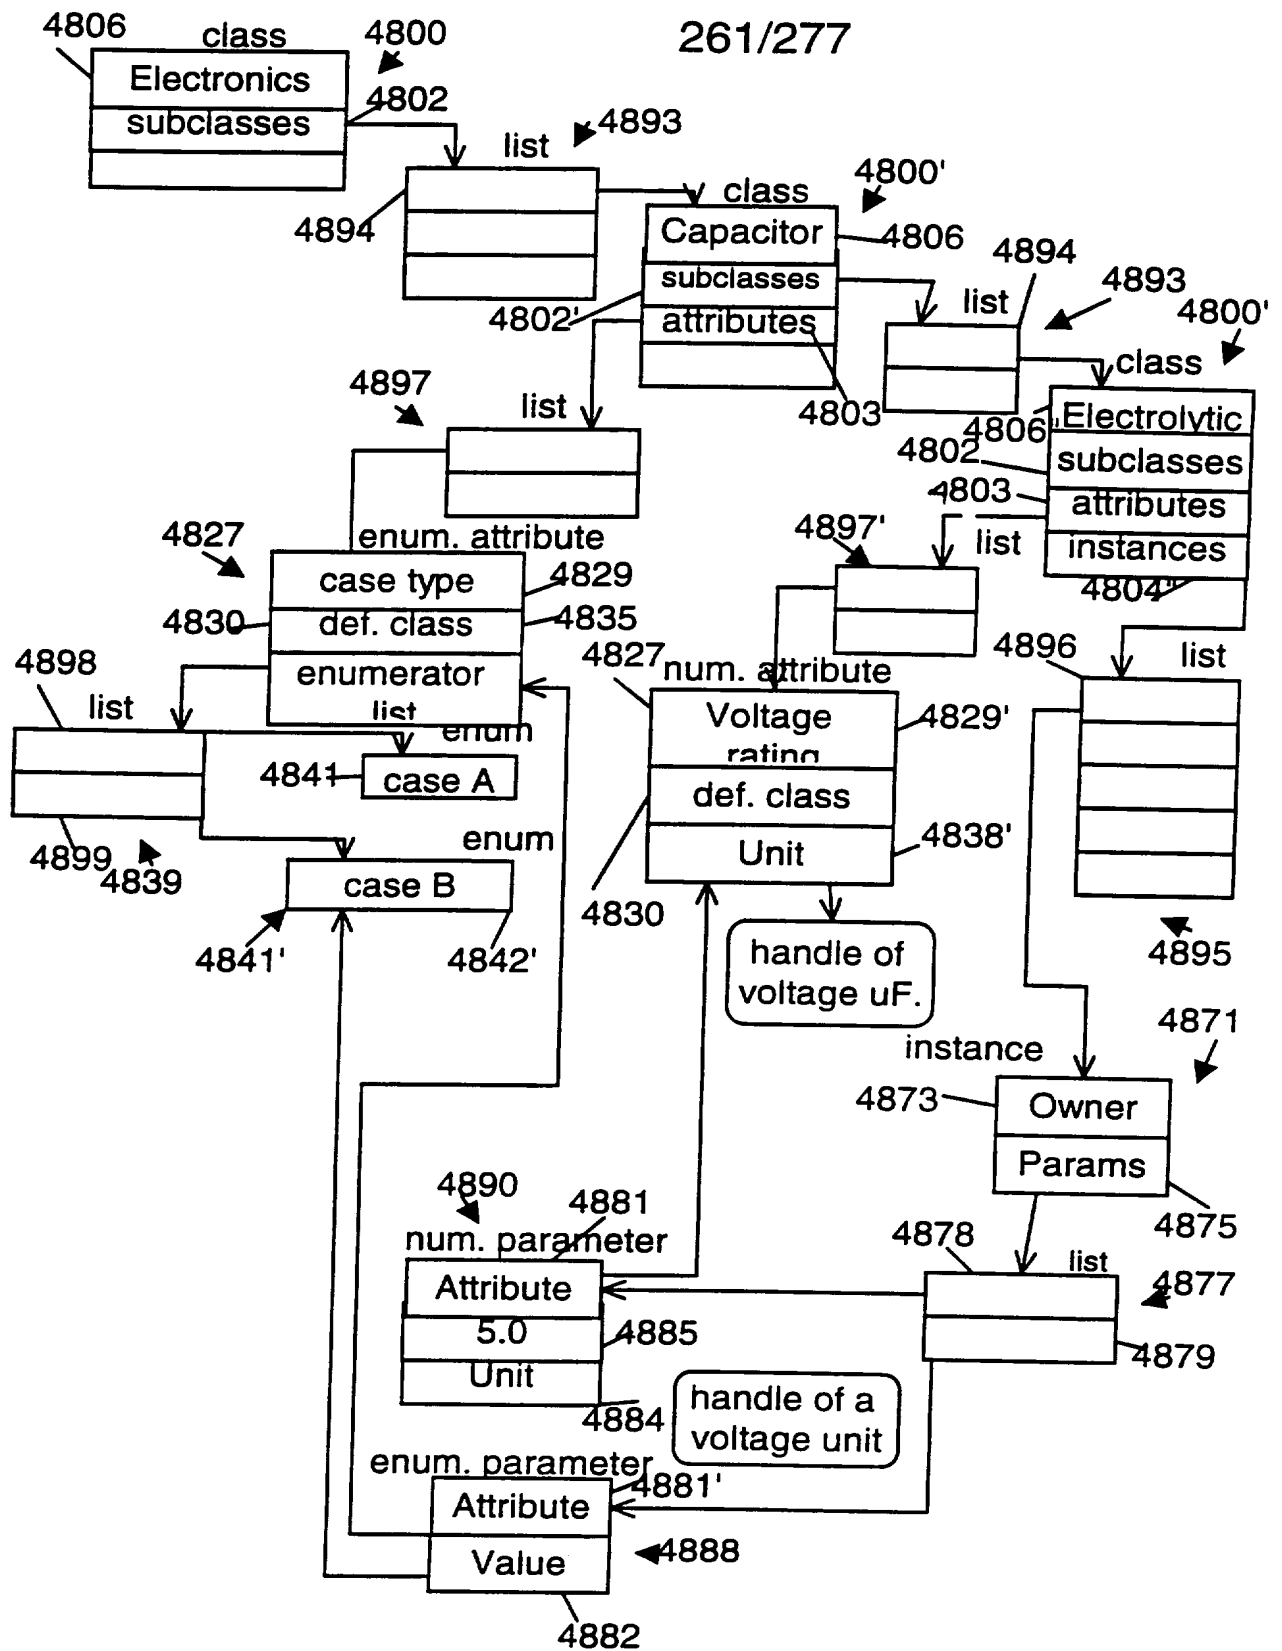 261/277
4806
class
4800
Electronics
4802
subclasses
list
4893
4894
class
4800'
Capacitor
4806
subclasses
4802'
attributes
4803
4894
list
4893
4800'
class
4806"
Electrolytic
4802
subclasses
4803
attributes
instances
4804"
4897
list
4897'
list
4827
enum. attribute
case type
4829
4830
def. class
4835
enumerator
list
4898
list
enum
4841
case A
4899
4839
enum
case B
4841'
4842'
4827
num. attribute
Voltage
rating
4829'
def. class
Unit
4838'
4830
handle of
voltage uF.
4896
list
4895
4871
instance
4873
Owner
Params
4875
4878
list
4877
4879
4890
4881
num. parameter
Attribute
5.0
4885
Unit
4884
handle of a
voltage unit
enum. parameter
4881'
Attribute
Value
4888
4882